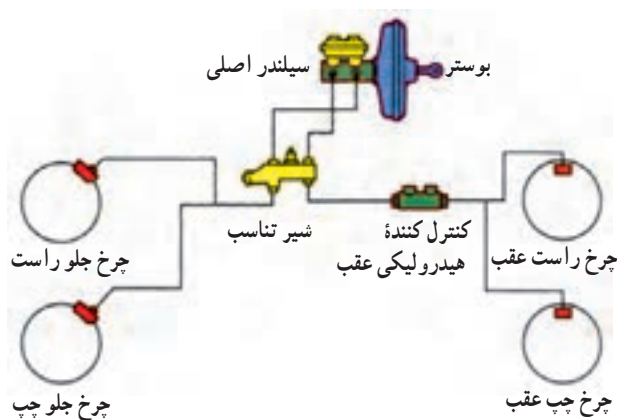 بوستر
سیلندر اصلی
شیر تناسب
کنترل کنندهٔ
هیدرولیکی عقب
چرخ راست عقب
چرخ جلو راست
چرخ چپ عقب
چرخ جلو چپ